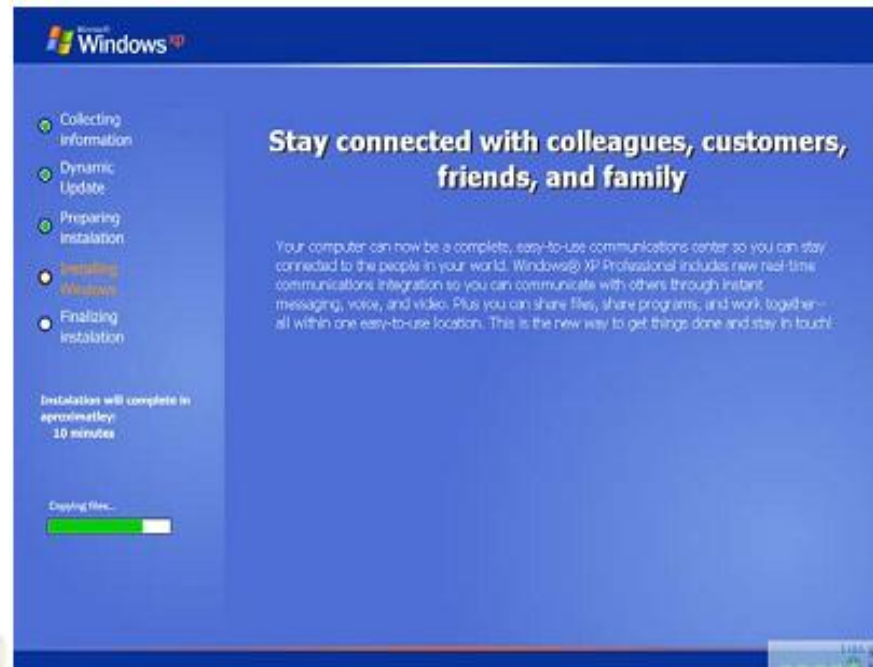 Microsoft
Windows xp
Collecting
information
Dynamic
Update
Preparing
instalation
Installing
Windows
Finalizing
instalation
Instalation will complete in
aproximatley:
10 minutes
Copying files...
Stay connected with colleagues, customers,
friends, and family
Your computer can now be a complete, easy-to-use communications center so you can stay
connected to the people in your world. Windows® XP Professional includes new real-time
communications integration so you can communicate with others through instant
messaging, voice, and video. Plus you can share files, share programs, and work together--
all within one easy-to-use location. This is the new way to get things done and stay in touch!